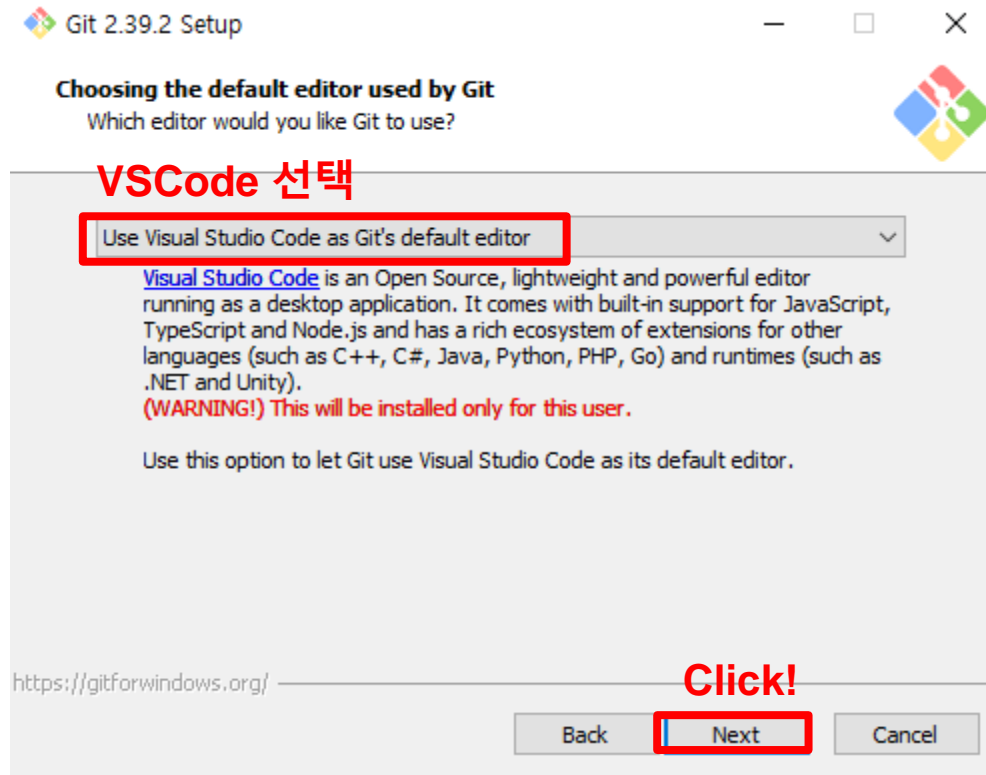 Git 2.39.2 Setup
Choosing the default editor used by Git
Which editor would you like Git to use?
VSCode 선택
Use Visual Studio Code as Git's default editor
Visual Studio Code is an Open Source, lightweight and powerful editor
running as a desktop application. It comes with built-in support for JavaScript,
TypeScript and Node.js and has a rich ecosystem of extensions for other
languages (such as C++, C#, Java, Python, PHP, Go) and runtimes (such as
.NET and Unity).
(WARNING!) This will be installed only for this user.
Use this option to let Git use Visual Studio Code as its default editor.
https://gitforwindows.org/
Click!
Back Next Cancel